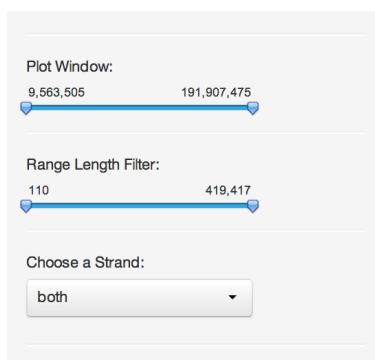 Plot Window:
9,563,505 191,907,475
Range Length Filter:
110 419,417
Choose a Strand:
both